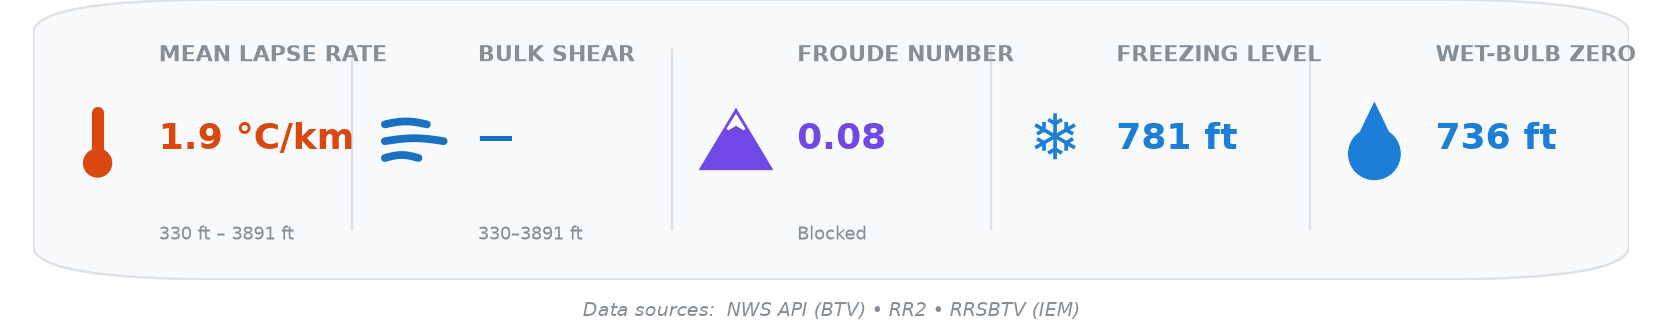 MEAN LAPSE RATE
1.9 °C/km
330 ft – 3891 ft
BULK SHEAR
—
330–3891 ft
FROUDE NUMBER
0.08
Blocked
FREEZING LEVEL
781 ft
WET-BULB ZERO
736 ft
Data sources: NWS API (BTV) • RR2 • RRSBTV (IEM)